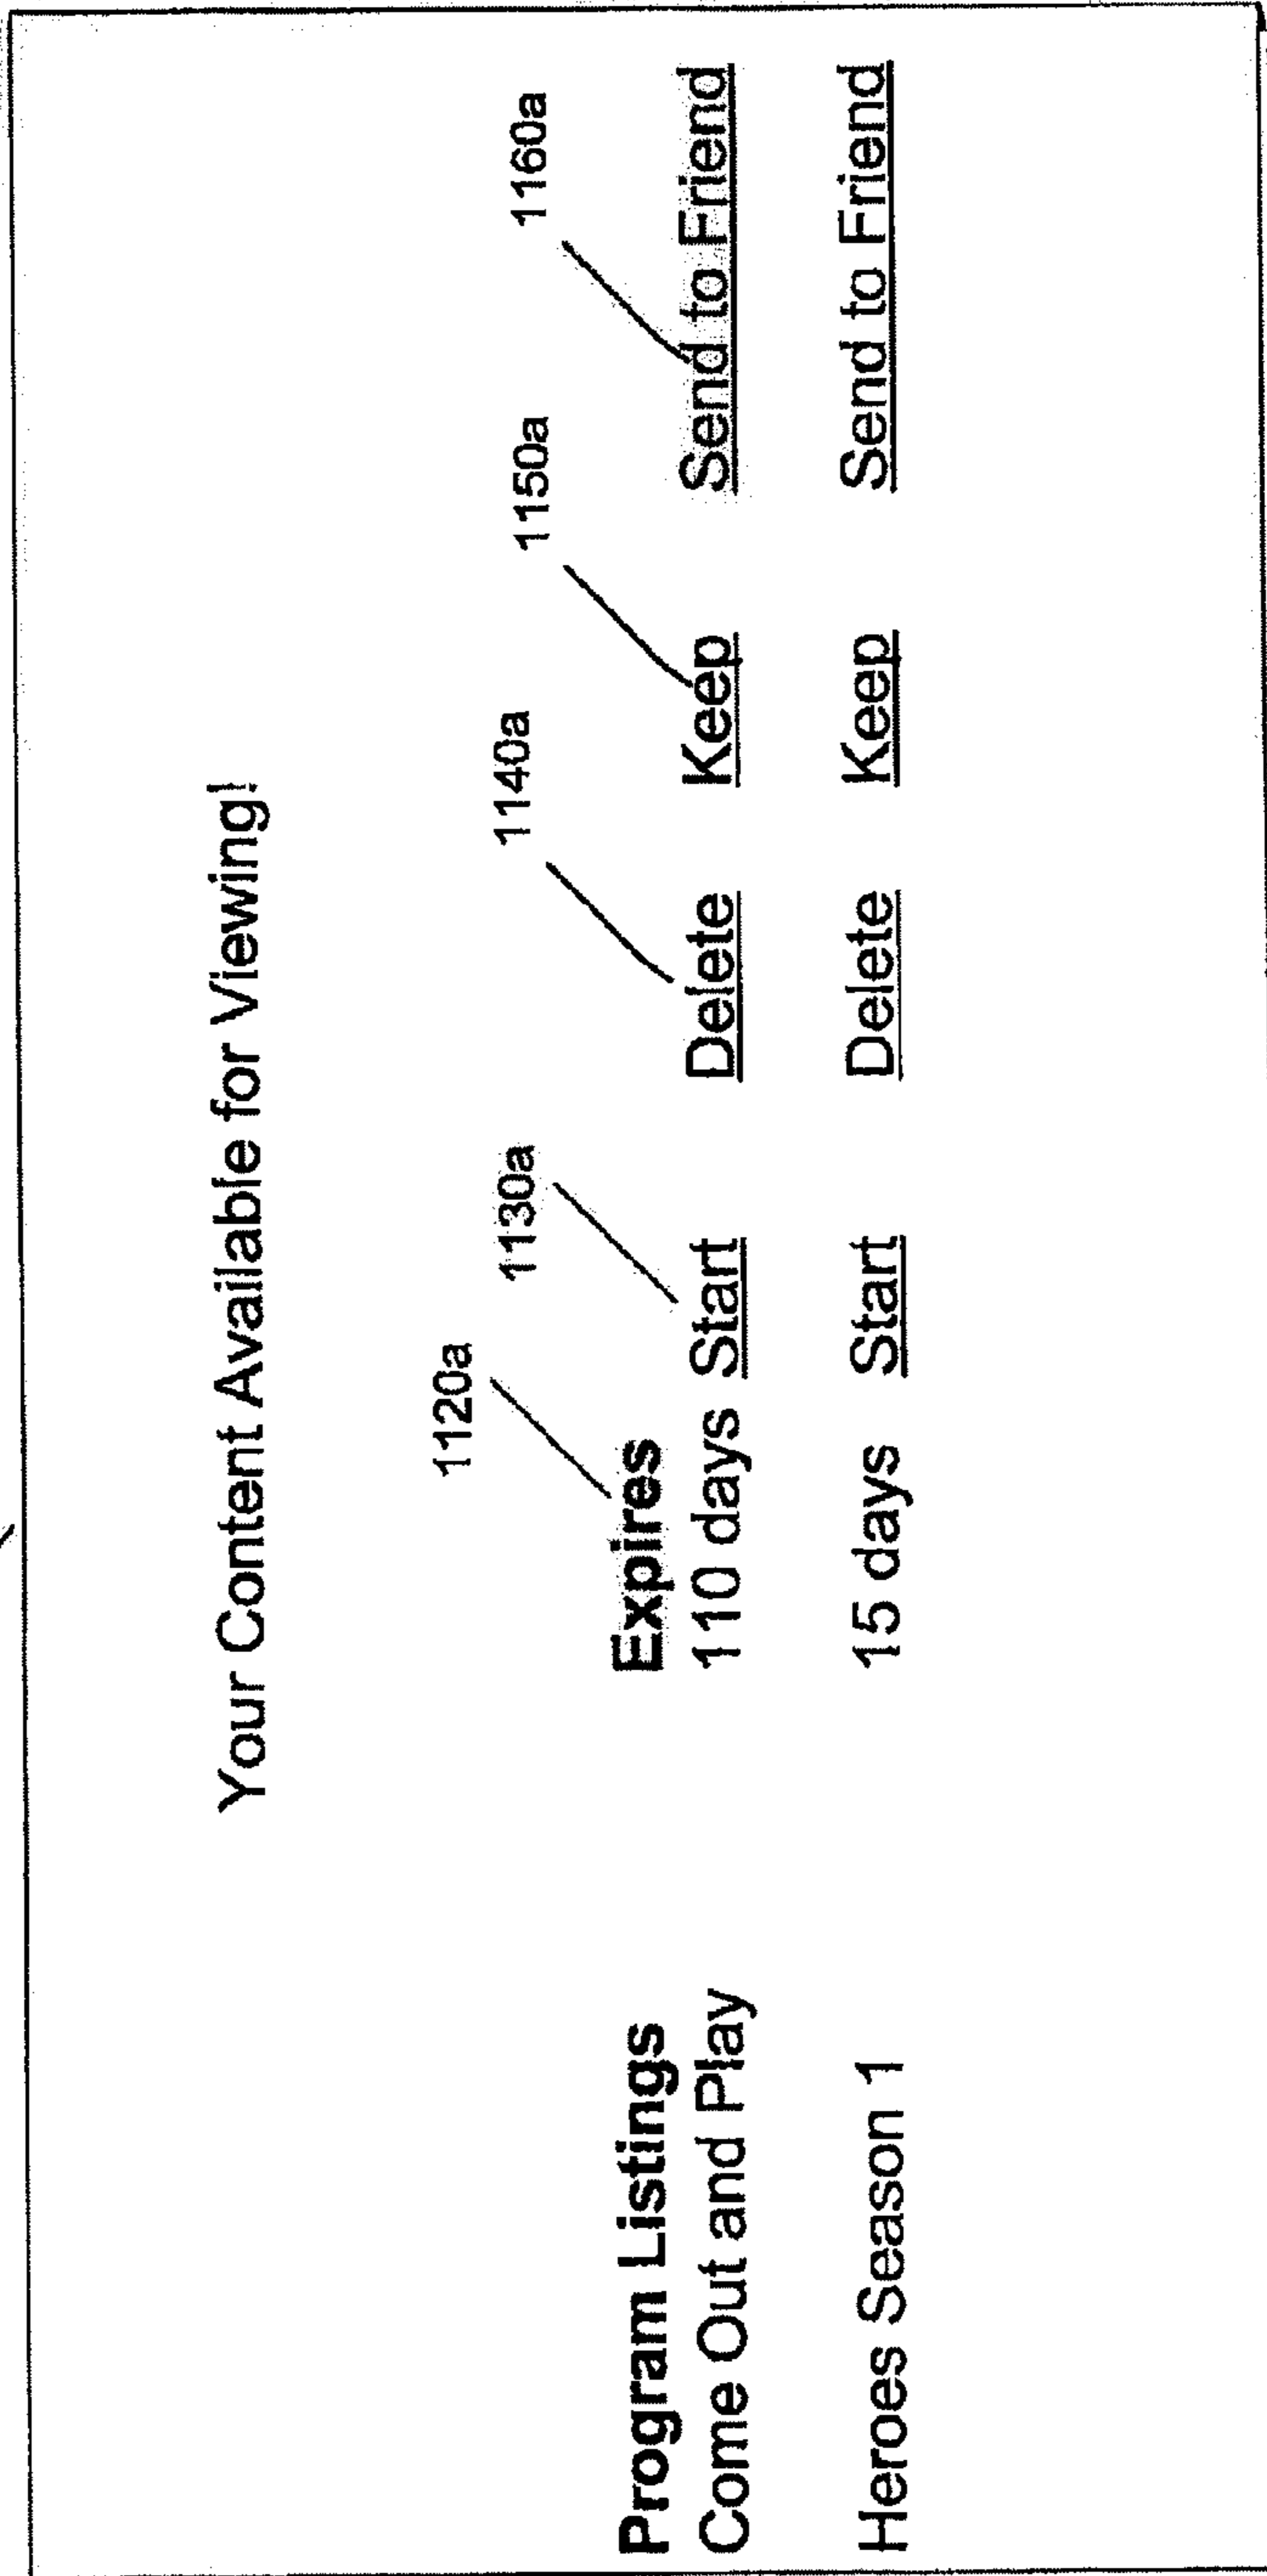 Your Content Available for Viewing!
1120a 1130a 1140a 1150a 1160a
Program Listings Expires
Come Out and Play 110 days Start Delete Keep Send to Friend
Heroes Season 1 15 days Start Delete Keep Send to Friend